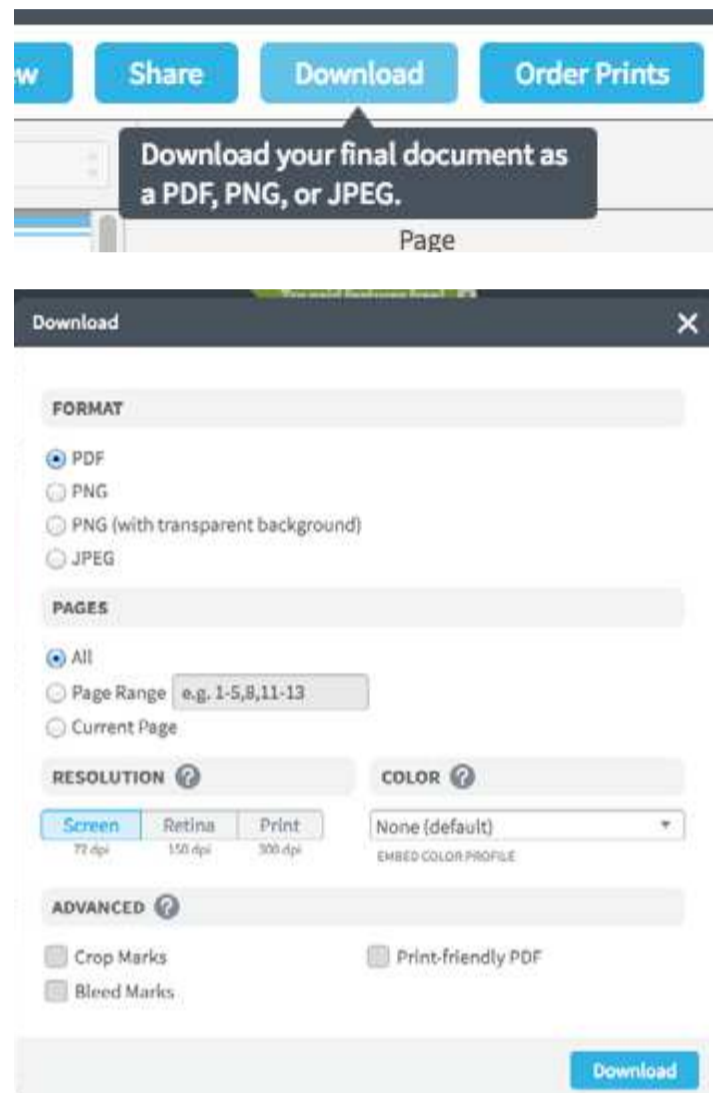 Share Download Order Prints
Download your final document as
a PDF, PNG, or JPEG.
Page
Download
FORMAT
PDF
PNG
PNG (with transparent background)
JPEG
PAGES
All
Page Range e.g. 1-5,8,11-13
Current Page
RESOLUTION COLOR
Screen Retina Print None (default)
72 dpi 150 dpi 300 dpi EMBED COLOR PROFILE
ADVANCED
Crop Marks Print-friendly PDF
Bleed Marks
Download